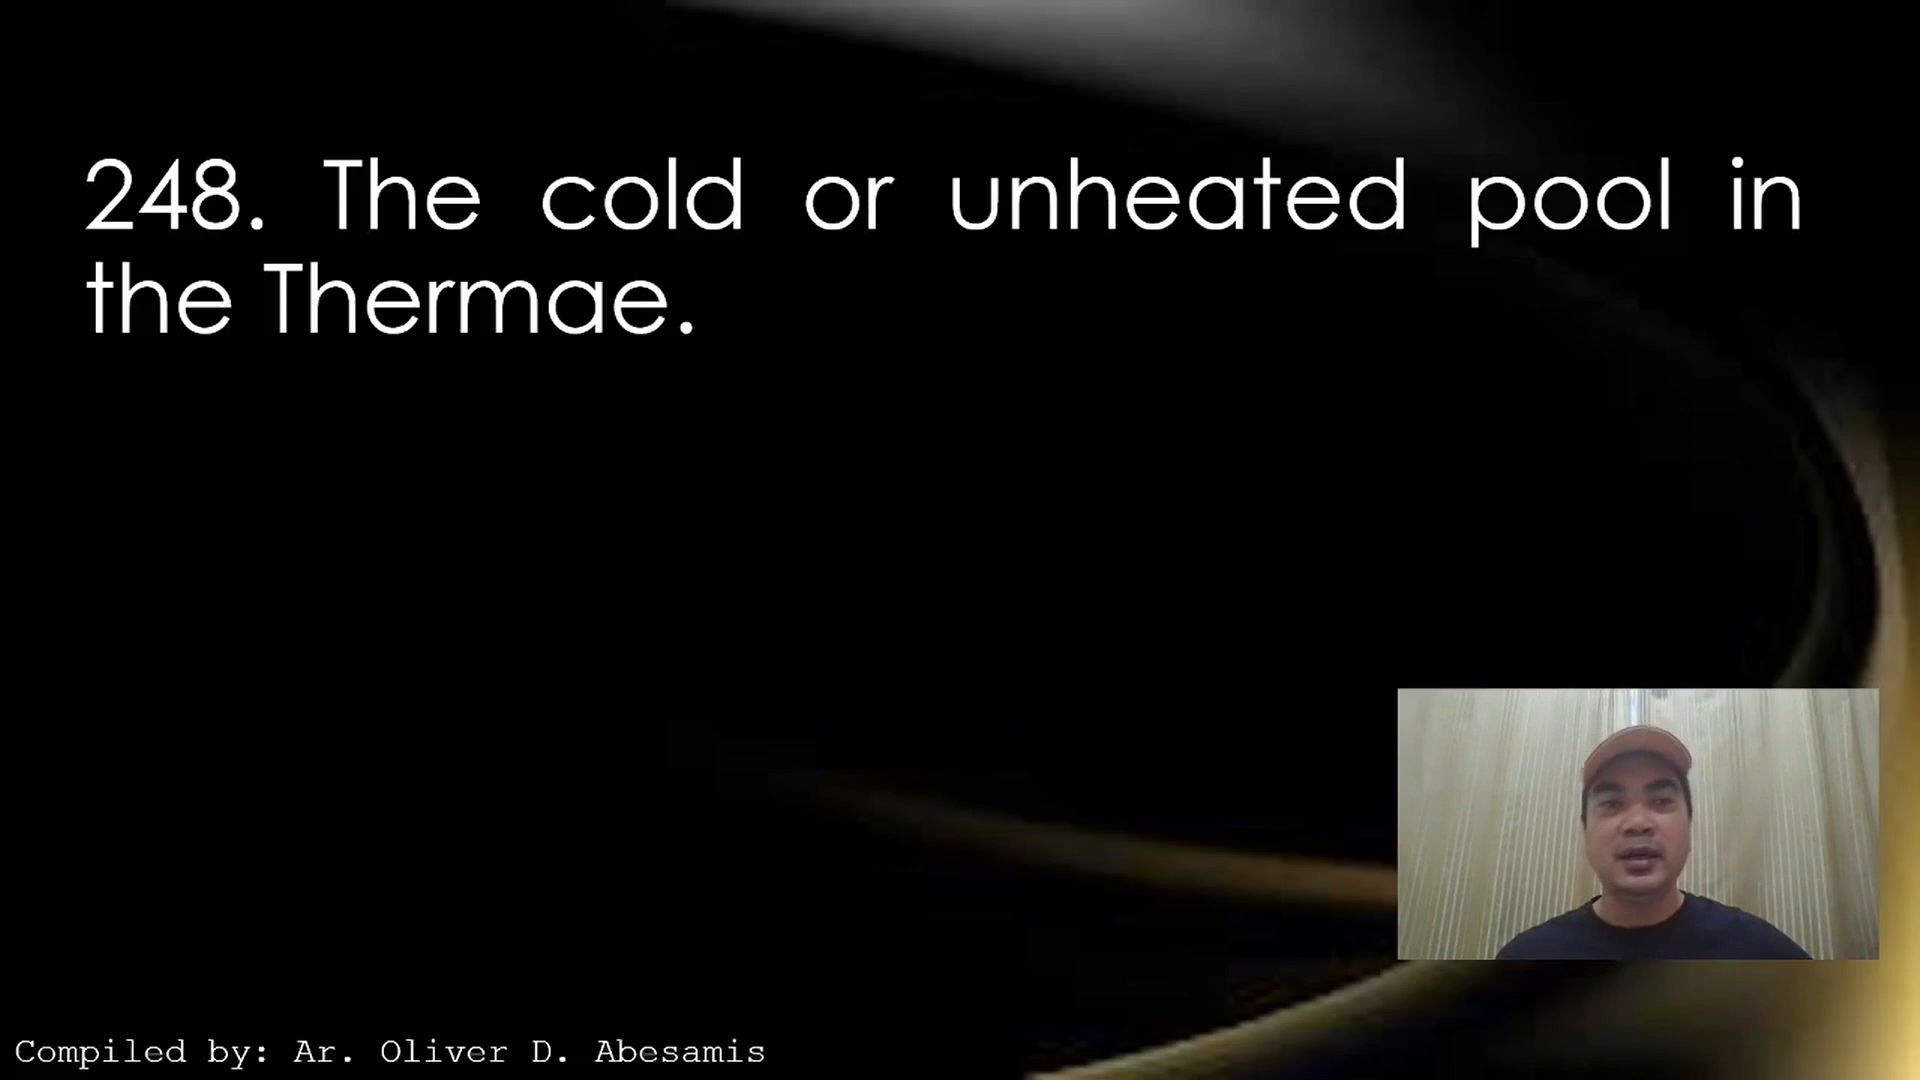 248. The cold or unheated pool in
the Thermae.
Compiled by: Ar. Oliver D. Abesamis